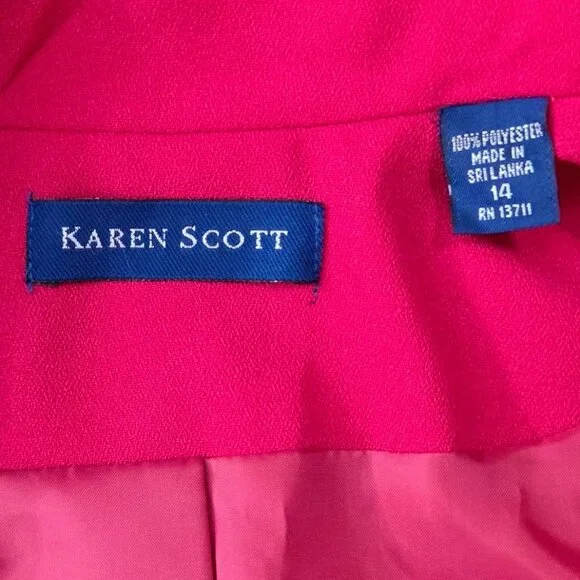 KAREN SCOTT
100% POLYESTER
MADE IN
SRI LANKA
14
RN 13711